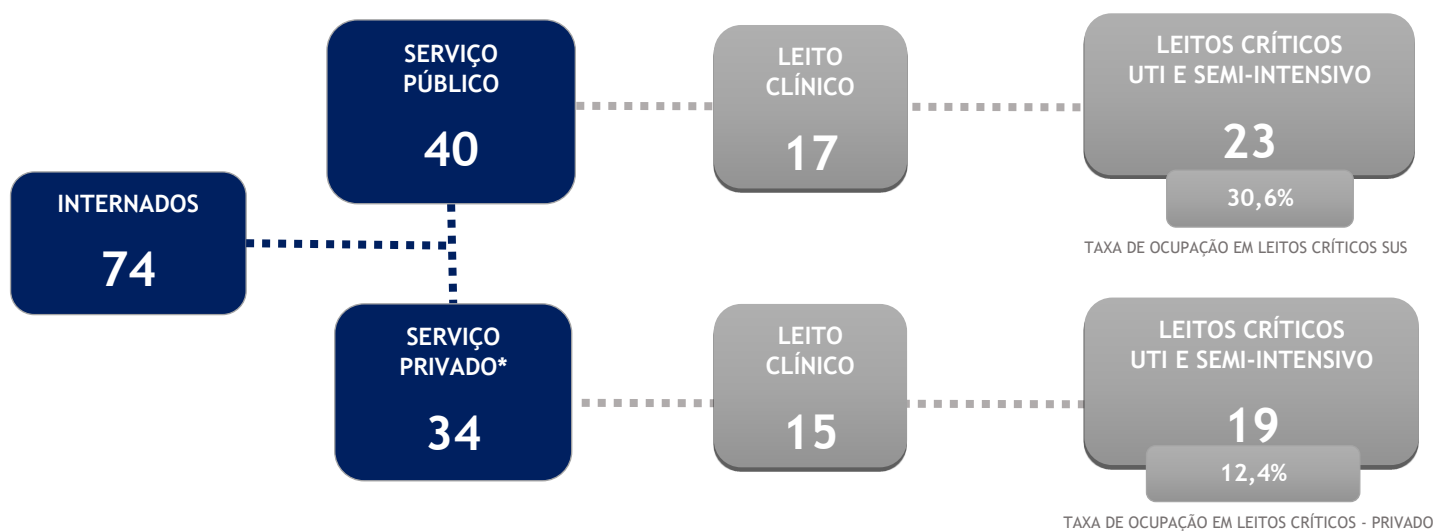 INTERNADOS
74
SERVIÇO
PÚBLICO
40
LEITO
CLÍNICO
17
LEITOS CRÍTICOS
UTI E SEMI-INTENSIVO
23
30,6%
TAXA DE OCUPAÇÃO EM LEITOS CRÍTICOS SUS
SERVIÇO
PRIVADO*
34
LEITO
CLÍNICO
15
LEITOS CRÍTICOS
UTI E SEMI-INTENSIVO
19
12,4%
TAXA DE OCUPAÇÃO EM LEITOS CRÍTICOS - PRIVADO